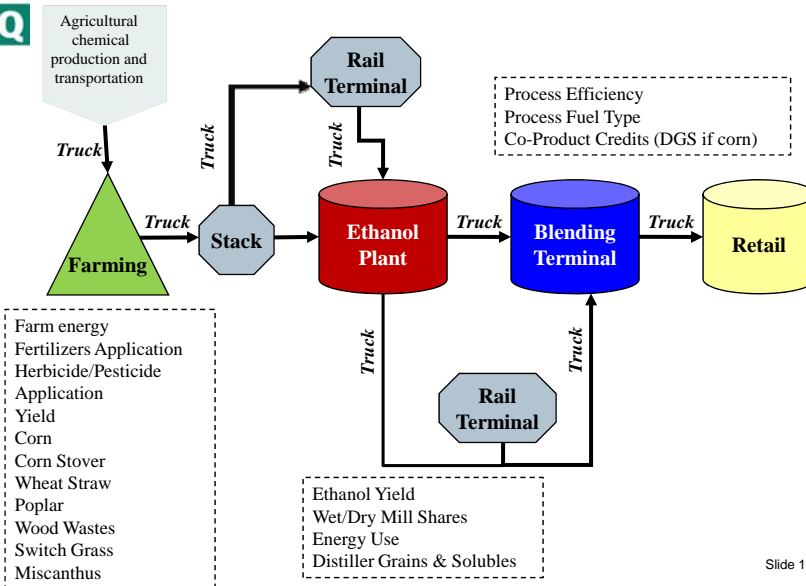 Q
Agricultural
chemical
production and
transportation
Rail
Terminal
Process Efficiency
Process Fuel Type
Co-Product Credits (DGS if corn)
Truck
Truck
Truck
Truck
Farming
Stack
Ethanol
Plant
Truck
Blending
Terminal
Truck
Retail
Truck
Truck
Rail
Terminal
Farm energy
Fertilizers Application
Herbicide/Pesticide
Application
Yield
Corn
Corn Stover
Wheat Straw
Poplar
Wood Wastes
Switch Grass
Miscanthus
Ethanol Yield
Wet/Dry Mill Shares
Energy Use
Distiller Grains & Solubles
Slide 1